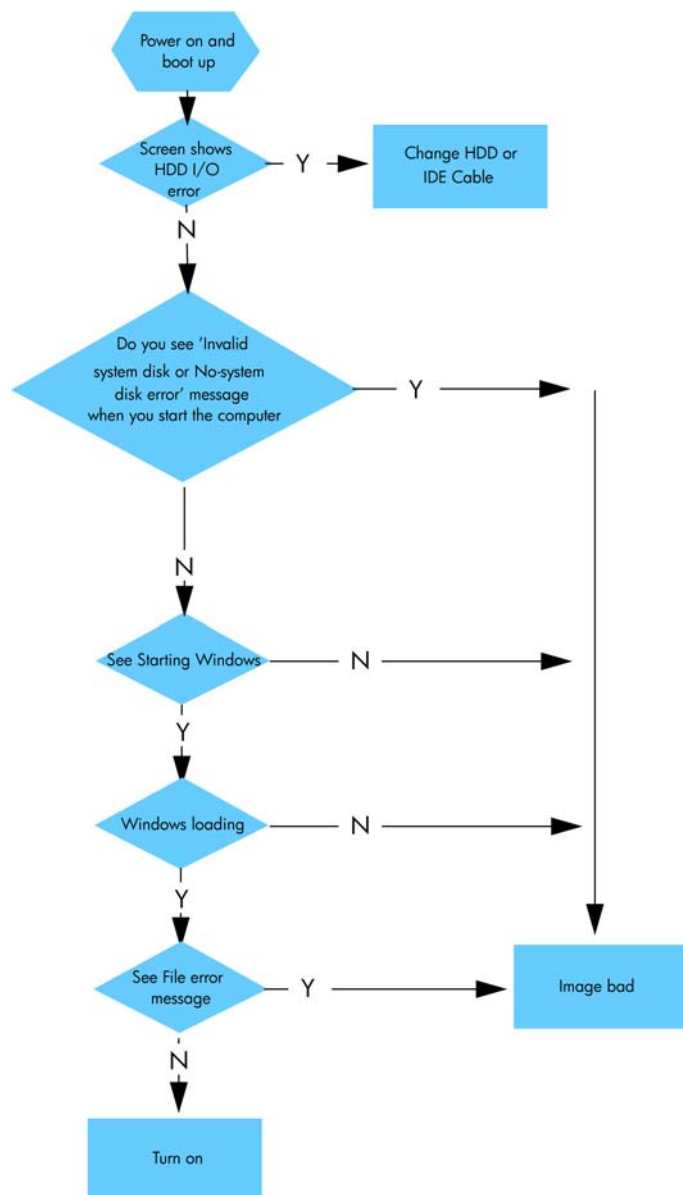 Power on and
boot up
Screen shows
HDD I/O
error
Y
Change HDD or
IDE Cable
N
Do you see 'Invalid
system disk or No-system
disk error' message
when you start the computer
Y
N
See Starting Windows
N
Y
Windows loading
N
Y
See File error
message
Y
Image bad
N
Turn on